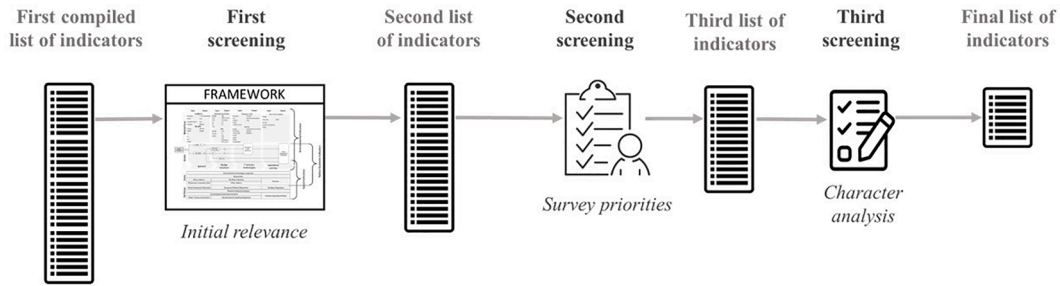 First compiled
list of indicators
First
screening
Second list
of indicators
Second
screening
Third list of
indicators
Third
screening
Final list of
indicators
FRAMEWORK
Initial relevance
Survey priorities
Character
analysis